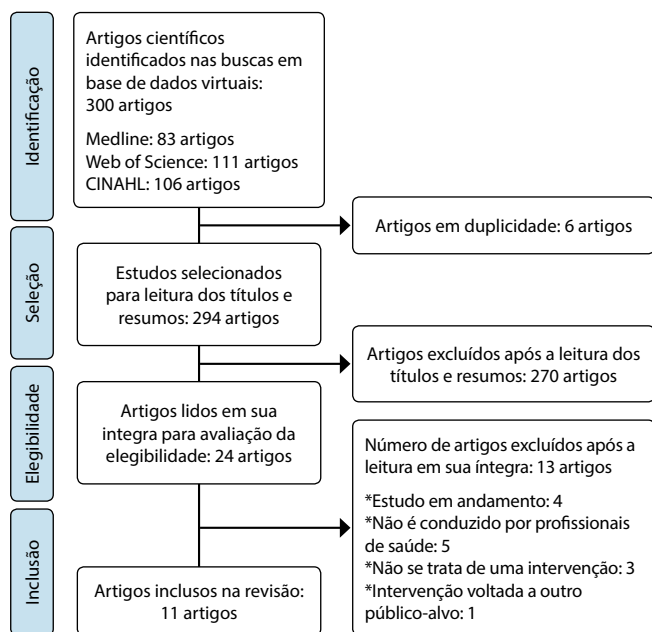 Identificação
Artigos científicos
identificados nas buscas em
base de dados virtuais:
300 artigos
Medline: 83 artigos
Web of Science: 111 artigos
CINAHL: 106 artigos
Artigos em duplicidade: 6 artigos
Seleção
Estudos selecionados
para leitura dos títulos e
resumos: 294 artigos
Artigos excluídos após a leitura dos
títulos e resumos: 270 artigos
Elegibilidade
Artigos lidos em sua
integra para avaliação da
elegibilidade: 24 artigos
Número de artigos excluídos após a
leitura em sua íntegra: 13 artigos
*Estudo em andamento: 4
*Não é conduzido por profissionais
de saúde: 5
*Não se trata de uma intervenção: 3
*Intervenção voltada a outro
público-alvo: 1
Inclusão
Artigos inclusos na revisão:
11 artigos